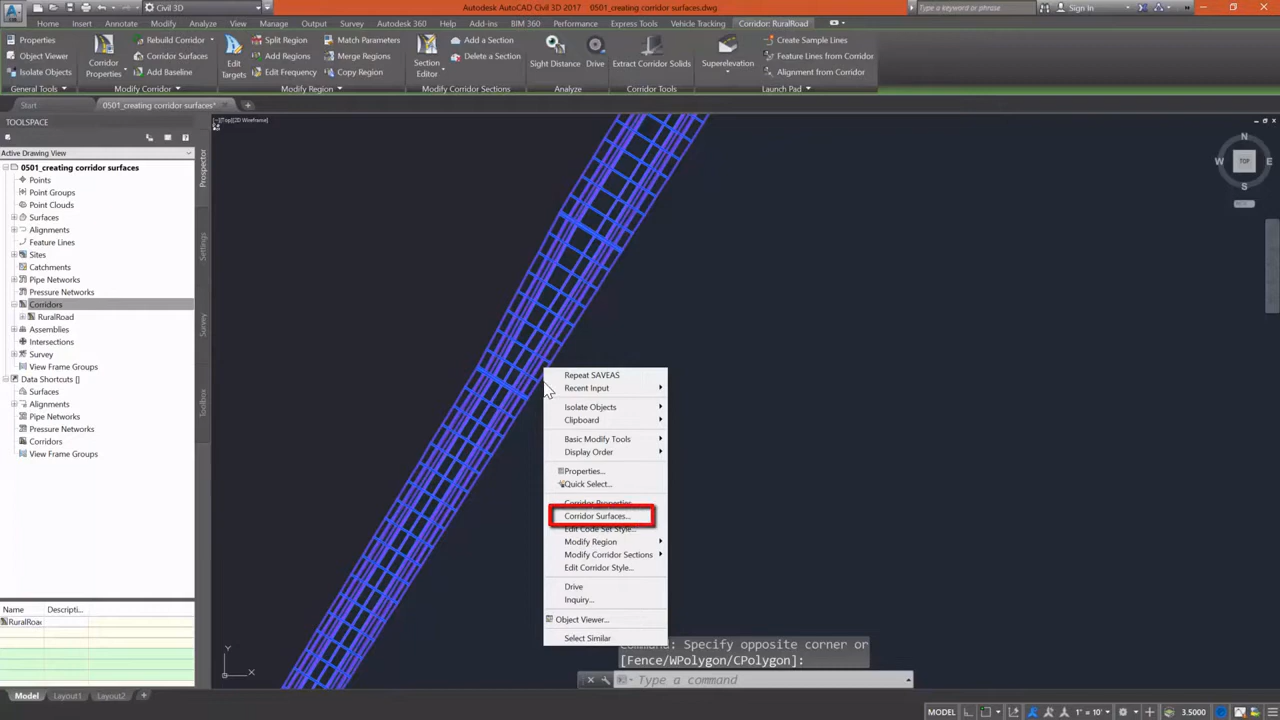 Autodesk AutoCAD Civil 3D 2017   0501_creating corridor surfaces.dwg
Type a keyword or phrase
Sign In
Home Insert Annotate Modify Analyze View Manage Output Survey Autodesk 360 Help Add-ins BIM 360 Performance Express Tools Vehicle Tracking Corridor: RuralRoad
Properties
Object Viewer
Isolate Objects
General Tools
Corridor
Properties
Rebuild Corridor
Corridor Surfaces
Add Baseline
Modify Corridor
Edit
Targets
Split Region
Add Regions
Edit Frequency
Match Parameters
Merge Regions
Copy Region
Modify Region
Section
Editor
Add a Section
Delete a Section
Modify Corridor Sections
Sight Distance
Drive
Analyze
Extract Corridor Solids
Corridor Tools
Superelevation
Create Sample Lines
Feature Lines from Corridor
Alignment from Corridor
Launch Pad
Start
0501_creating corridor surfaces*
TOOLSPACE
Active Drawing View
0501_creating corridor surfaces
Points
Point Groups
Point Clouds
Surfaces
Alignments
Feature Lines
Sites
Catchments
Pipe Networks
Pressure Networks
Corridors
RuralRoad
Assemblies
Intersections
Survey
View Frame Groups
Data Shortcuts []
Surfaces
Alignments
Pipe Networks
Pressure Networks
Corridors
View Frame Groups
Prospector
Settings
Survey
Toolbox
Name Descripti...
RuralRoad
[-][Top][2D Wireframe]
N
W TOP E
S
Repeat SAVEAS
Recent Input
Isolate Objects
Clipboard
Basic Modify Tools
Display Order
Properties...
Quick Select...
Corridor Properties...
Corridor Surfaces...
Edit Code Set Style...
Modify Region
Modify Corridor Sections
Edit Corridor Style...
Drive
Inquiry...
Object Viewer...
Select Similar
Y
X
Command: Specify opposite corner or
[Fence/WPolygon/CPolygon]:
Type a command
Model Layout1 Layout2 +
MODEL 1" = 10' 3.5000